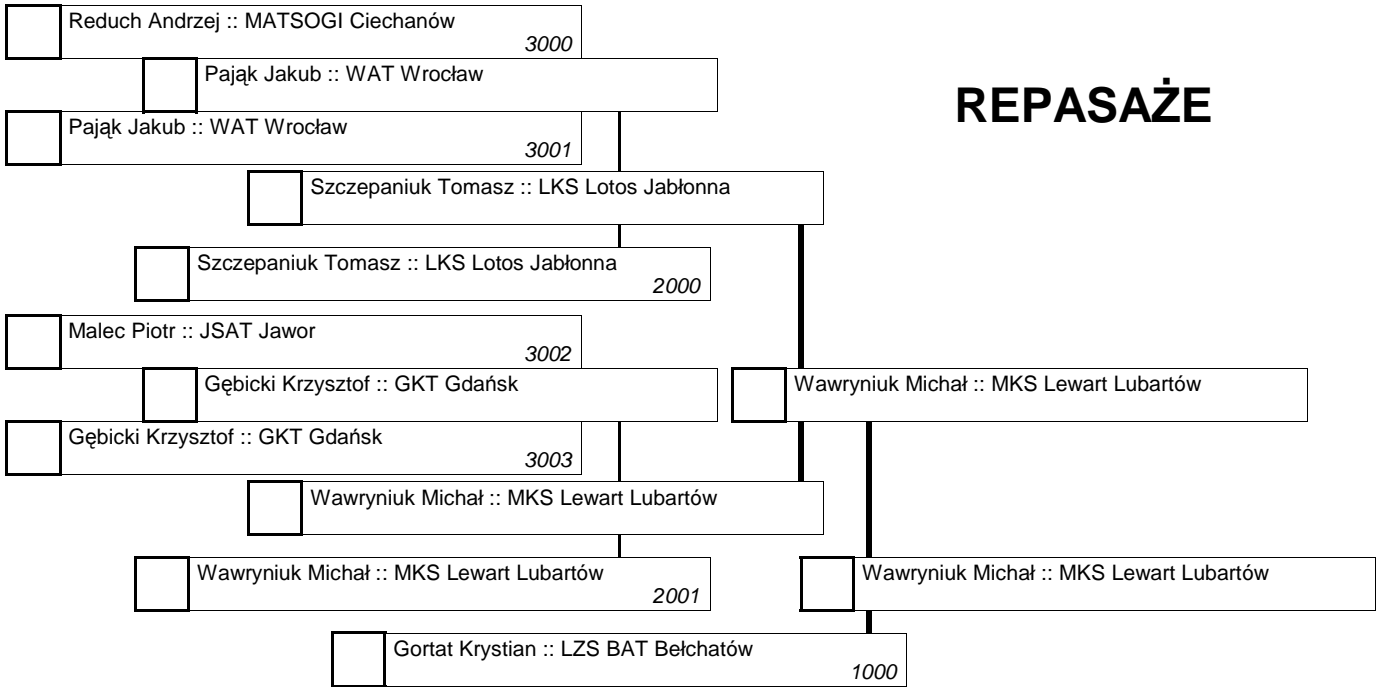 Reduch Andrzej :: MATSOGI Ciechanów
3000
Pająk Jakub :: WAT Wrocław
REPASAŻE
Pająk Jakub :: WAT Wrocław
3001
Szczepaniuk Tomasz :: LKS Lotos Jabłonna
Szczepaniuk Tomasz :: LKS Lotos Jabłonna
2000
Malec Piotr :: JSAT Jawor
3002
Gębicki Krzysztof :: GKT Gdańsk
Wawryniuk Michał :: MKS Lewart Lubartów
Gębicki Krzysztof :: GKT Gdańsk
3003
Wawryniuk Michał :: MKS Lewart Lubartów
Wawryniuk Michał :: MKS Lewart Lubartów
2001
Wawryniuk Michał :: MKS Lewart Lubartów
Gortat Krystian :: LZS BAT Bełchatów
1000